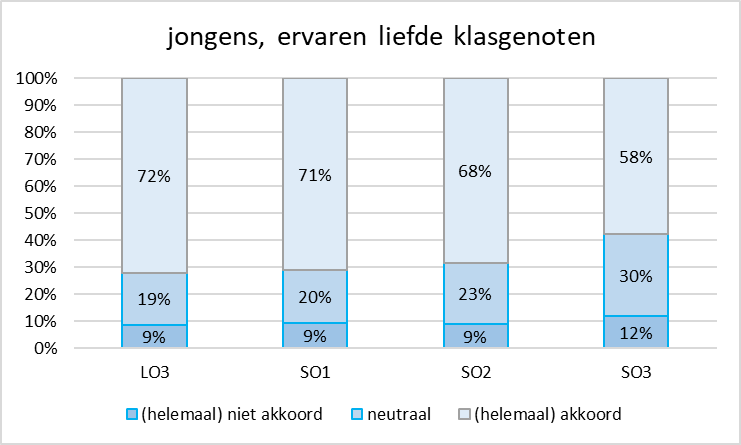 jongens, ervaren liefde klasgenoten
100%
90%
80%
70%
60%
50%
40%
30%
20%
10%
0%
72% 71% 68% 58%
19% 20% 23% 30%
9% 9% 9% 12%
LO3 SO1 SO2 SO3
(helemaal) niet akkoord neutraal (helemaal) akkoord